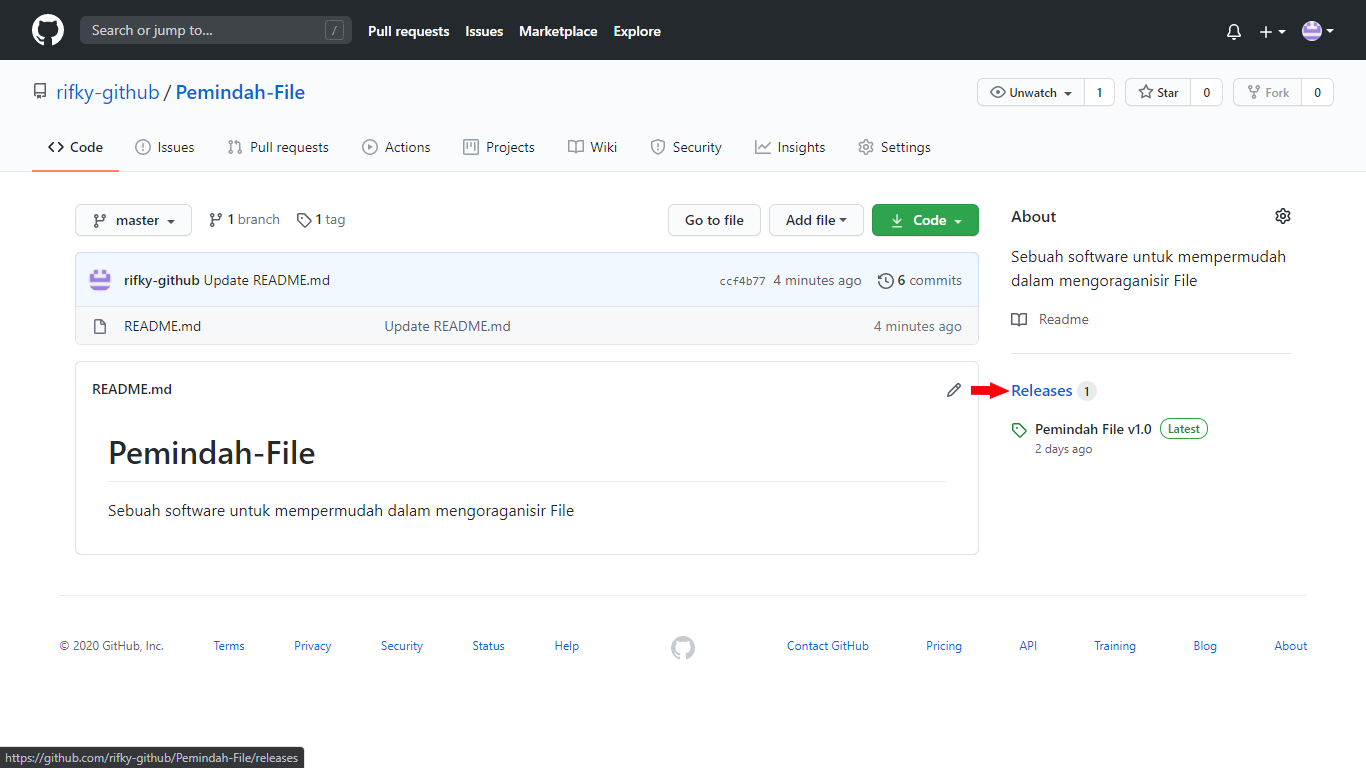 Search or jump to... /
Pull requests Issues Marketplace Explore
rifky-github / Pemindah-File
Unwatch 1 Star 0 Fork 0
Code Issues Pull requests Actions Projects Wiki Security Insights Settings
master 1 branch 1 tag
Go to file Add file Code
rifky-github Update README.md ccf4b77 4 minutes ago 6 commits
README.md Update README.md 4 minutes ago
README.md
Pemindah-File
Sebuah software untuk mempermudah dalam mengoraganisir File
About
Sebuah software untuk mempermudah
dalam mengoraganisir File
Readme
Releases 1
Pemindah File v1.0 Latest
2 days ago
© 2020 GitHub, Inc. Terms Privacy Security Status Help Contact GitHub Pricing API Training Blog About
https://github.com/rifky-github/Pemindah-File/releases